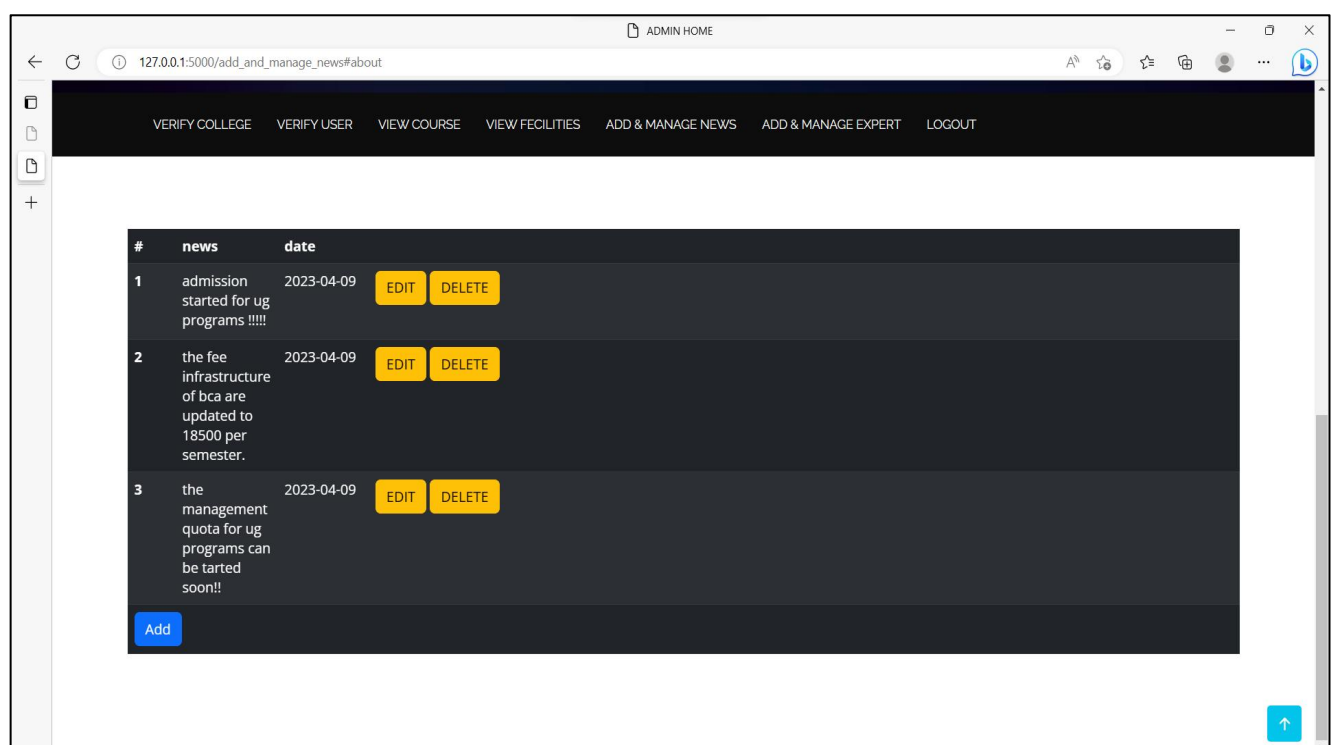 ADMIN HOME
127.0.0.1:5000/add_and_manage_news#about
VERIFY COLLEGE VERIFY USER VIEW COURSE VIEW FECILITIES ADD & MANAGE NEWS ADD & MANAGE EXPERT LOGOUT
# news date
1 admission 2023-04-09 EDIT DELETE
started for ug
programs !!!!!
2 the fee 2023-04-09 EDIT DELETE
infrastructure
of bca are
updated to
18500 per
semester.
3 the 2023-04-09 EDIT DELETE
management
quota for ug
programs can
be tarted
soon!!
Add